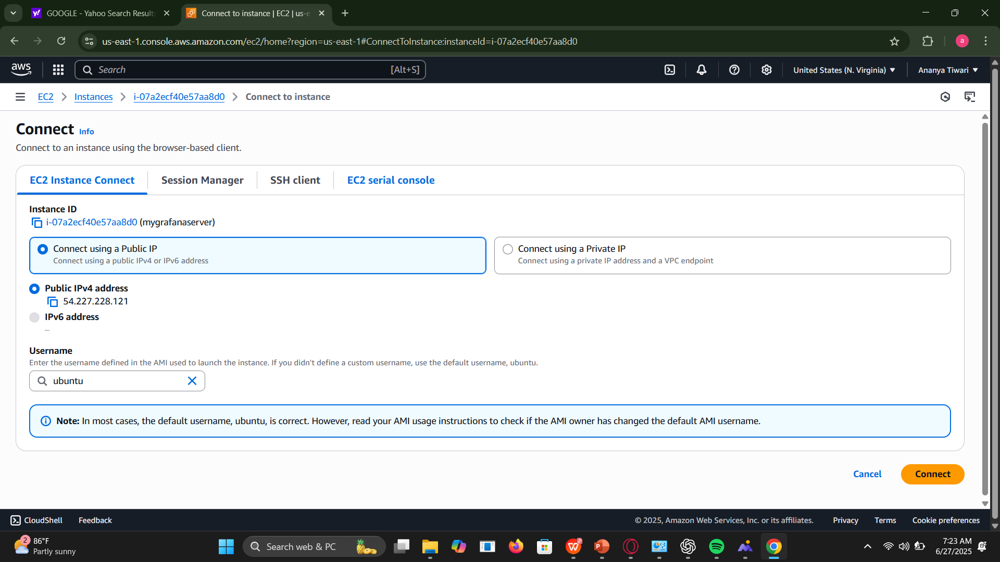 GOOGLE - Yahoo Search Results
Connect to instance | EC2 | us-e
us-east-1.console.aws.amazon.com/ec2/home?region=us-east-1#ConnectToInstance:instanceId=i-07a2ecf40e57aa8d0
a
aws
Search
[Alt+S]
United States (N. Virginia)
Ananya Tiwari
EC2
Instances
i-07a2ecf40e57aa8d0
Connect to instance
Connect Info
Connect to an instance using the browser-based client.
EC2 Instance Connect
Session Manager
SSH client
EC2 serial console
Instance ID
i-07a2ecf40e57aa8d0 (mygrafanaserver)
Connect using a Public IP
Connect using a public IPv4 or IPv6 address
Connect using a Private IP
Connect using a private IP address and a VPC endpoint
Public IPv4 address
54.227.228.121
IPv6 address
–
Username
Enter the username defined in the AMI used to launch the instance. If you didn't define a custom username, use the default username, ubuntu.
ubuntu
Note: In most cases, the default username, ubuntu, is correct. However, read your AMI usage instructions to check if the AMI owner has changed the default AMI username.
Cancel
Connect
CloudShell
Feedback
© 2025, Amazon Web Services, Inc. or its affiliates.
Privacy
Terms
Cookie preferences
2
86°F
Partly sunny
Search web & PC
7:23 AM
6/27/2025